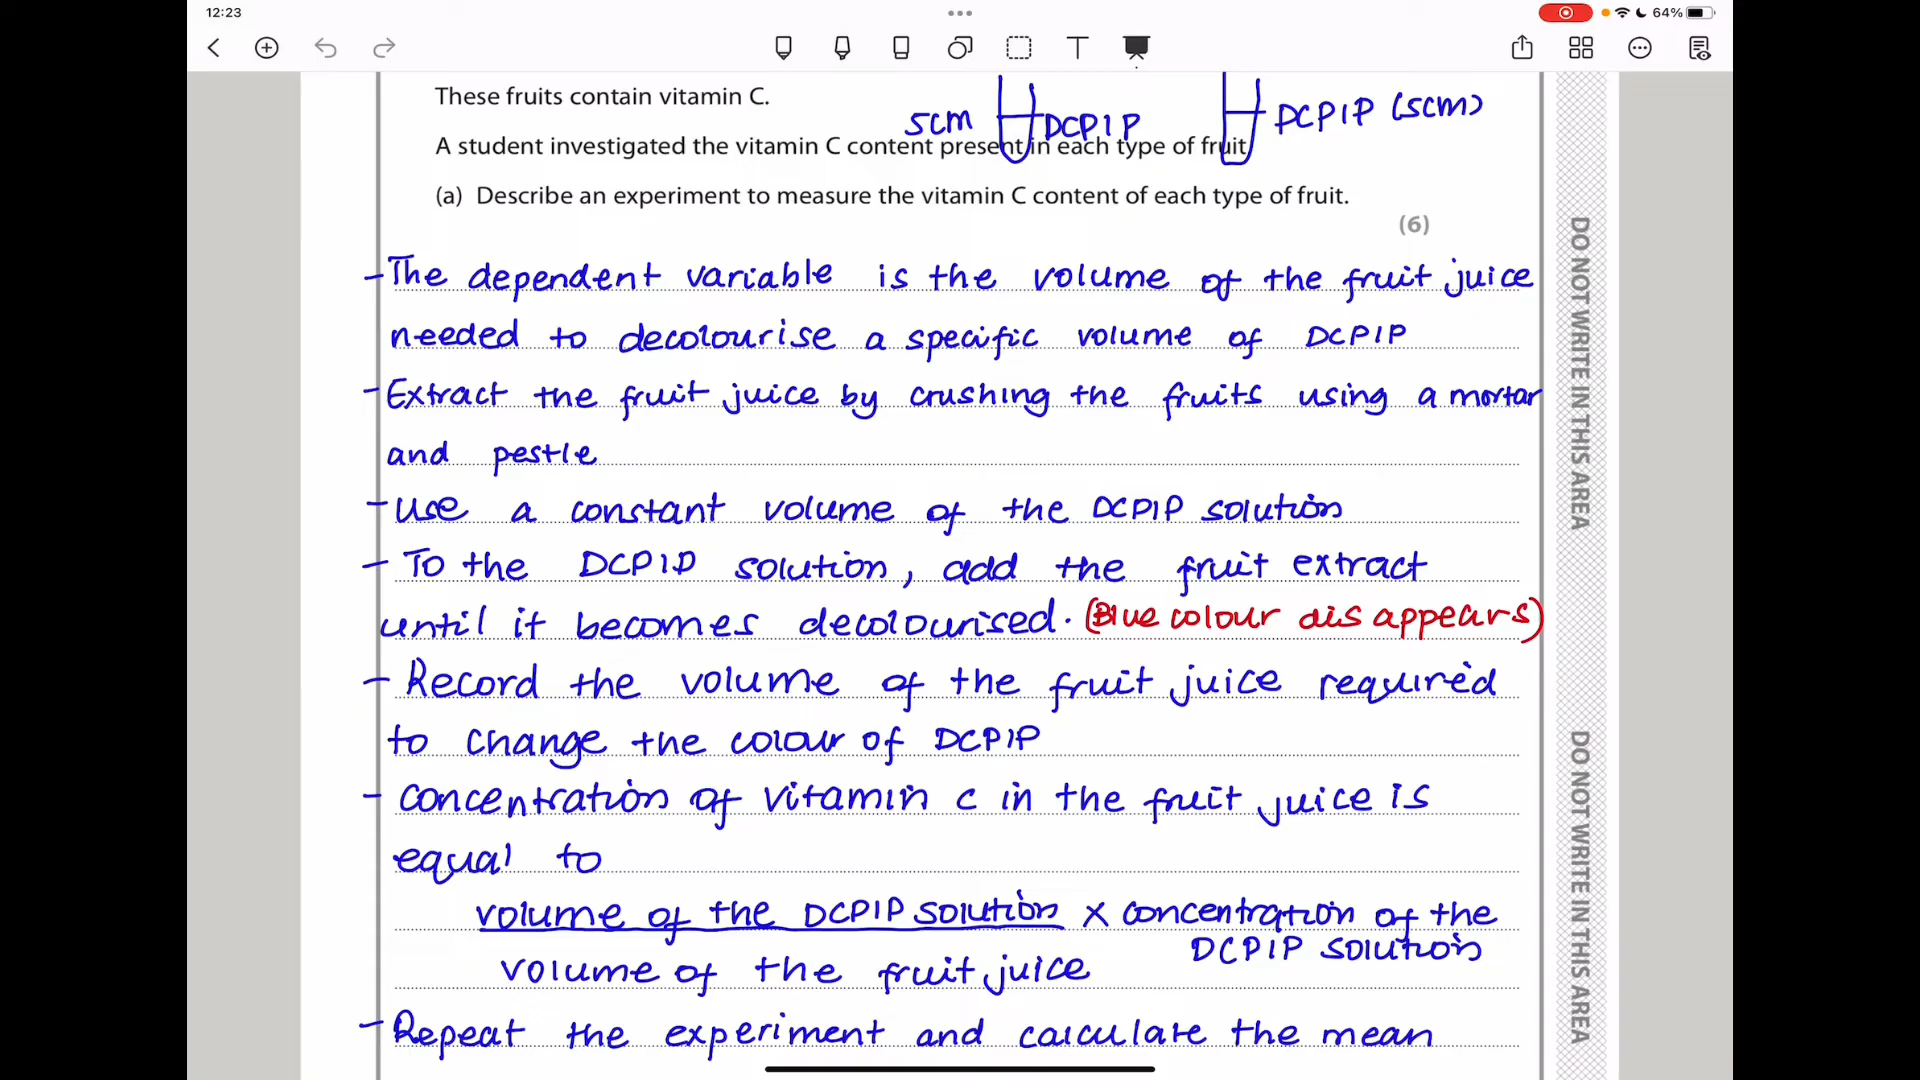 12:23
64%
These fruits contain vitamin C.
5cm DCPIP DCPIP (5cm)
A student investigated the vitamin C content present in each type of fruit
(a) Describe an experiment to measure the vitamin C content of each type of fruit.
(6)
- The dependent variable is the volume of the fruit juice
needed to decolourise a specific volume of DCPIP
- Extract the fruit juice by crushing the fruits using a mortar
and pestle
- Use a constant volume of the DCPIP solution
- To the DCPIP solution, add the fruit extract
until it becomes decolourised. (Blue colour disappears)
- Record the volume of the fruit juice required
to change the colour of DCPIP
- concentration of vitamin c in the fruit juice is
equal to
volume of the DCPIP solution x concentration of the
DCPIP solution
volume of the fruit juice
- Repeat the experiment and calculate the mean
DO NOT WRITE IN THIS AREA
DO NOT WRITE IN THIS AREA